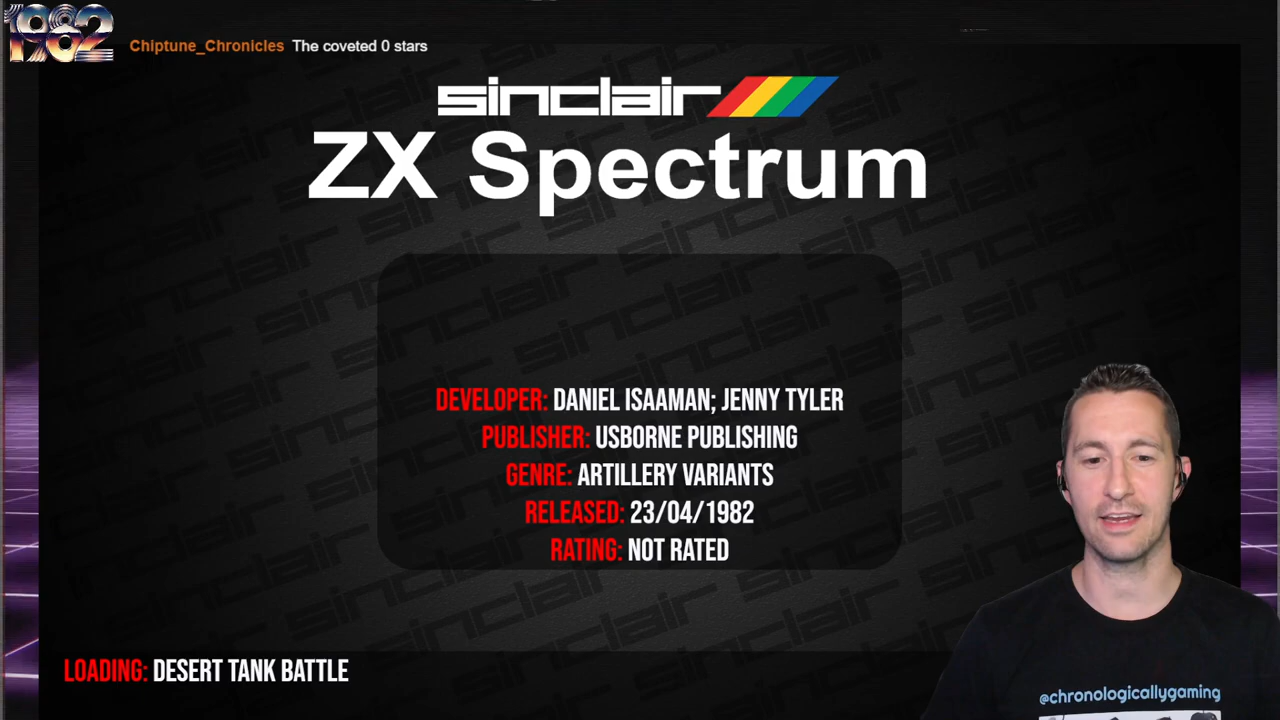 1982
Chiptune_Chronicles The coveted 0 stars
sinclair
ZX Spectrum
DEVELOPER: DANIEL ISAAMAN; JENNY TYLER
PUBLISHER: USBORNE PUBLISHING
GENRE: ARTILLERY VARIANTS
RELEASED: 23/04/1982
RATING: NOT RATED
LOADING: DESERT TANK BATTLE
@chronologicallygaming